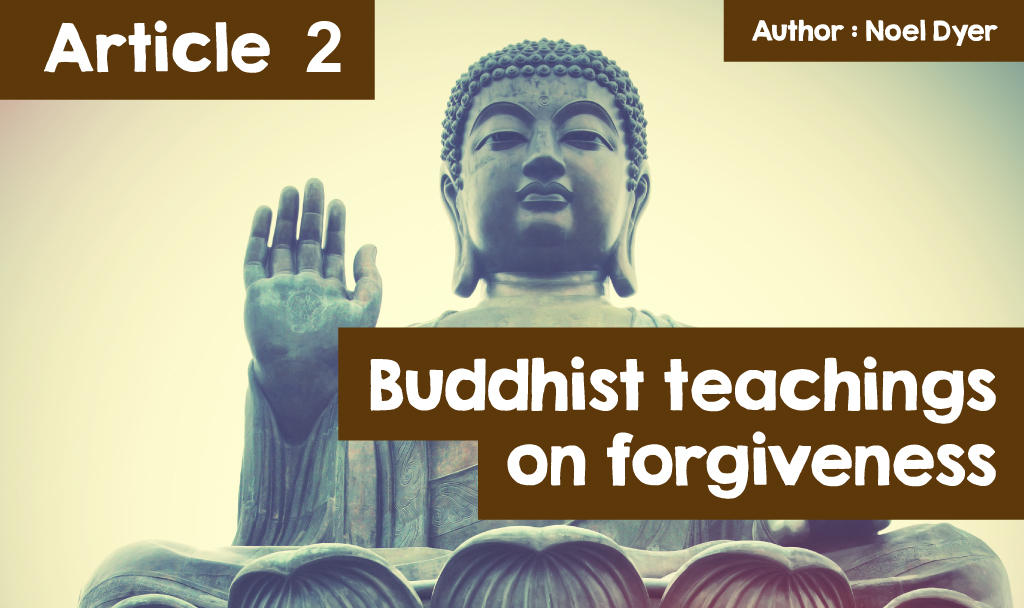 Article 2
Author : Noel Dyer
Buddhist teachings
on forgiveness